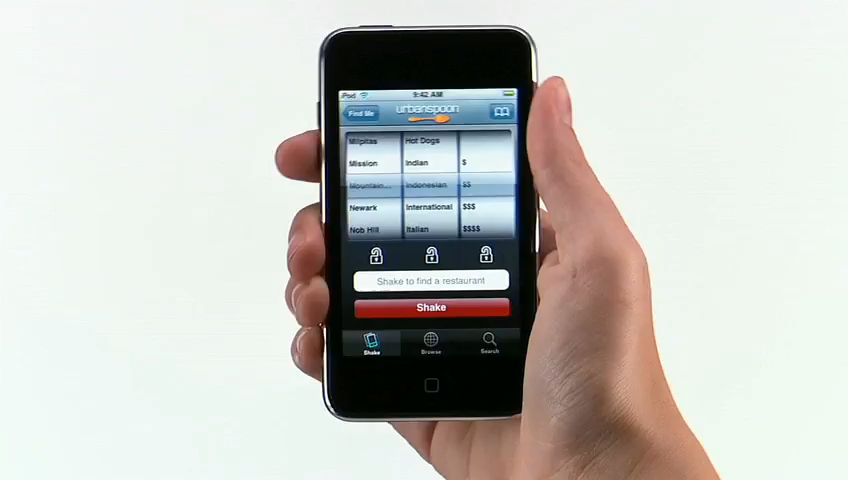 iPod 9:42 AM
Find Me urbanspoon
Milpitas Hot Dogs
Mission Indian $
Mountain... Indonesian $$
Newark International $$$
Nob Hill Italian $$$$
Shake to find a restaurant
Shake
Shake Browse Search